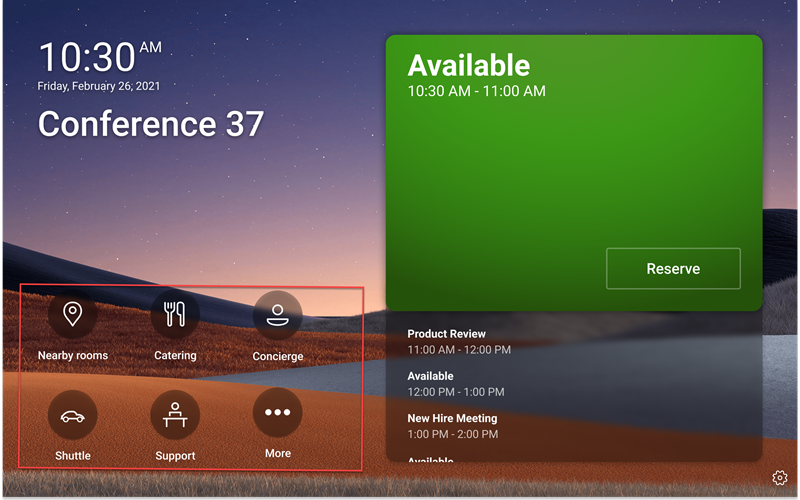 10:30 AM
Friday, February 26, 2021
Conference 37
Available
10:30 AM - 11:00 AM
Reserve
Nearby rooms
Catering
Concierge
Shuttle
Support
More
Product Review
11:00 AM - 12:00 PM
Available
12:00 PM - 1:00 PM
New Hire Meeting
1:00 PM - 2:00 PM
Available